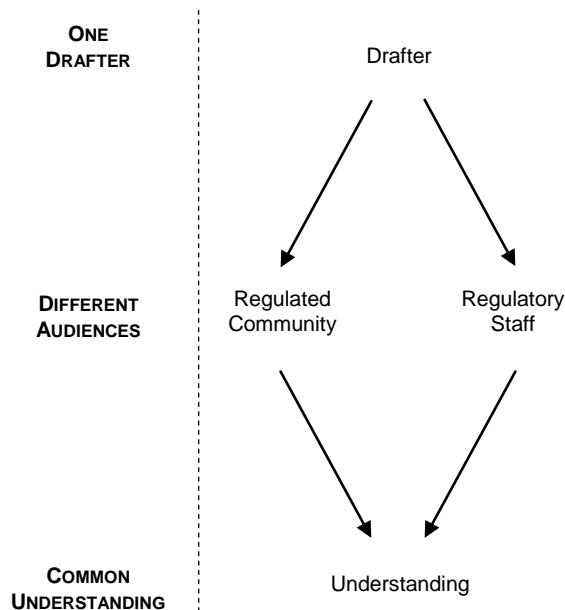 ONE
DRAFTER
Drafter
DIFFERENT
AUDIENCES
Regulated
Community
Regulatory
Staff
COMMON
UNDERSTANDING
Understanding